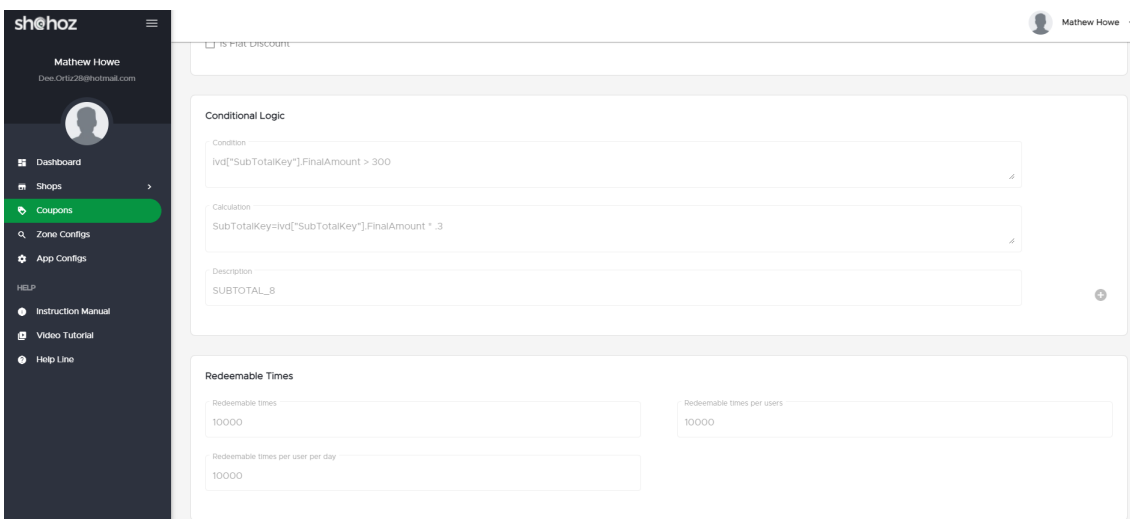 sh@hoz
Mathew Howe
Mathew Howe
Dee.Ortiz28@hotmail.com
Dashboard
Shops
Coupons
Zone Configs
App Configs
HELP
Instruction Manual
Video Tutorial
Help Line
Is Flat Discount
Conditional Logic
Condition
ivd["SubTotalKey"].FinalAmount > 300
Calculation
SubTotalKey=ivd["SubTotalKey"].FinalAmount * .3
Description
SUBTOTAL_8
Redeemable Times
Redeemable times
10000
Redeemable times per users
10000
Redeemable times per user per day
10000